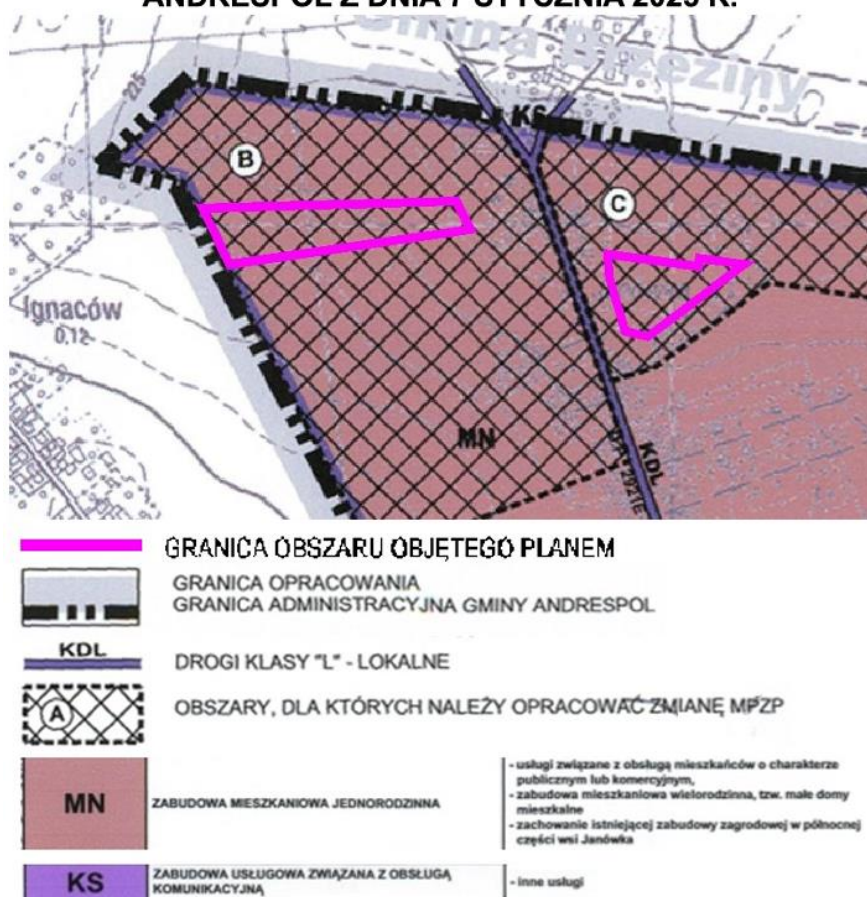 ANDRESPOL Z DNIA 7 STYCZNIA 2025 R.
Gmina Brzeziny
225
KS
B
C
Ignaców
0.12
MN
KDL
2921E
GRANICA OBSZARU OBJĘTEGO PLANEM
GRANICA OPRACOWANIA
GRANICA ADMINISTRACYJNA GMINY ANDRESPOL
KDL
DROGI KLASY "L" - LOKALNE
A
OBSZARY, DLA KTÓRYCH NALEŻY OPRACOWAĆ ZMIANĘ MPZP
MN
ZABUDOWA MIESZKANIOWA JEDNORODZINNA
- usługi związane z obsługą mieszkańców o charakterze
publicznym lub komercyjnym,
- zabudowa mieszkaniowa wielorodzinna, tzw. małe domy
mieszkalne
- zachowanie istniejącej zabudowy zagrodowej w północnej
części wsi Janówka
KS
ZABUDOWA USŁUGOWA ZWIĄZANA Z OBSŁUGĄ
KOMUNIKACYJNĄ
- inne usługi